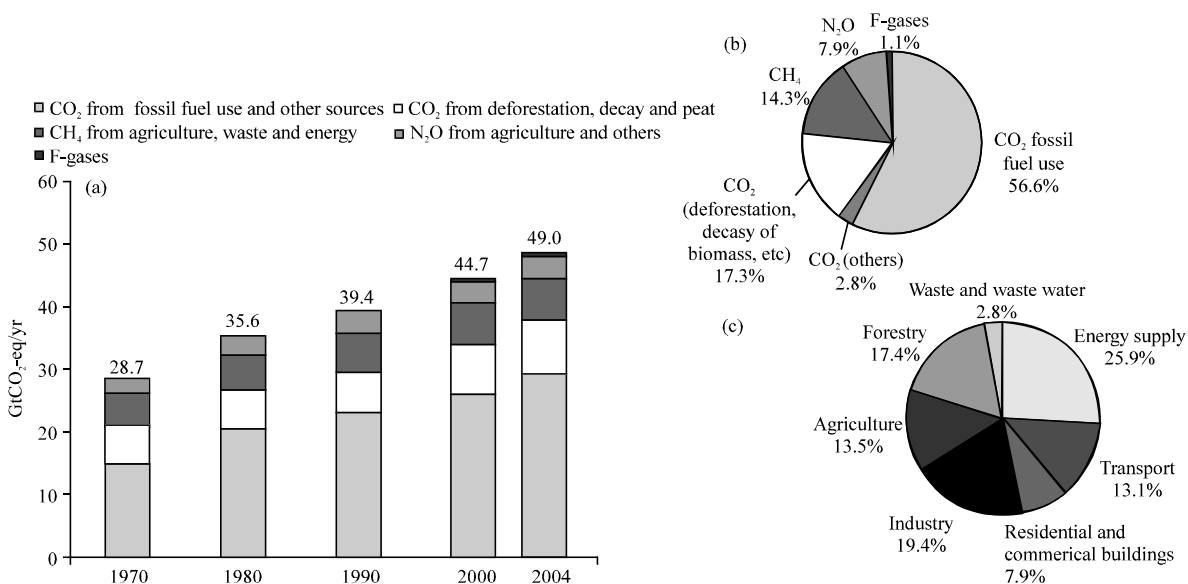 CO₂ from fossil fuel use and other sources
CO₂ from deforestation, decay and peat
CH₄ from agriculture, waste and energy
N₂O from agriculture and others
F-gases
(a)
GtCO₂-eq/yr
60
50
40
30
20
10
0
28.7
35.6
39.4
44.7
49.0
1970
1980
1990
2000
2004
(b)
N₂O
7.9%
F-gases
1.1%
CH₄
14.3%
CO₂ fossil
fuel use
56.6%
CO₂
(deforestation,
decasy of
biomass, etc)
17.3%
CO₂ (others)
2.8%
(c)
Waste and waste water
2.8%
Forestry
17.4%
Energy supply
25.9%
Agriculture
13.5%
Transport
13.1%
Industry
19.4%
Residential and
commerical buildings
7.9%